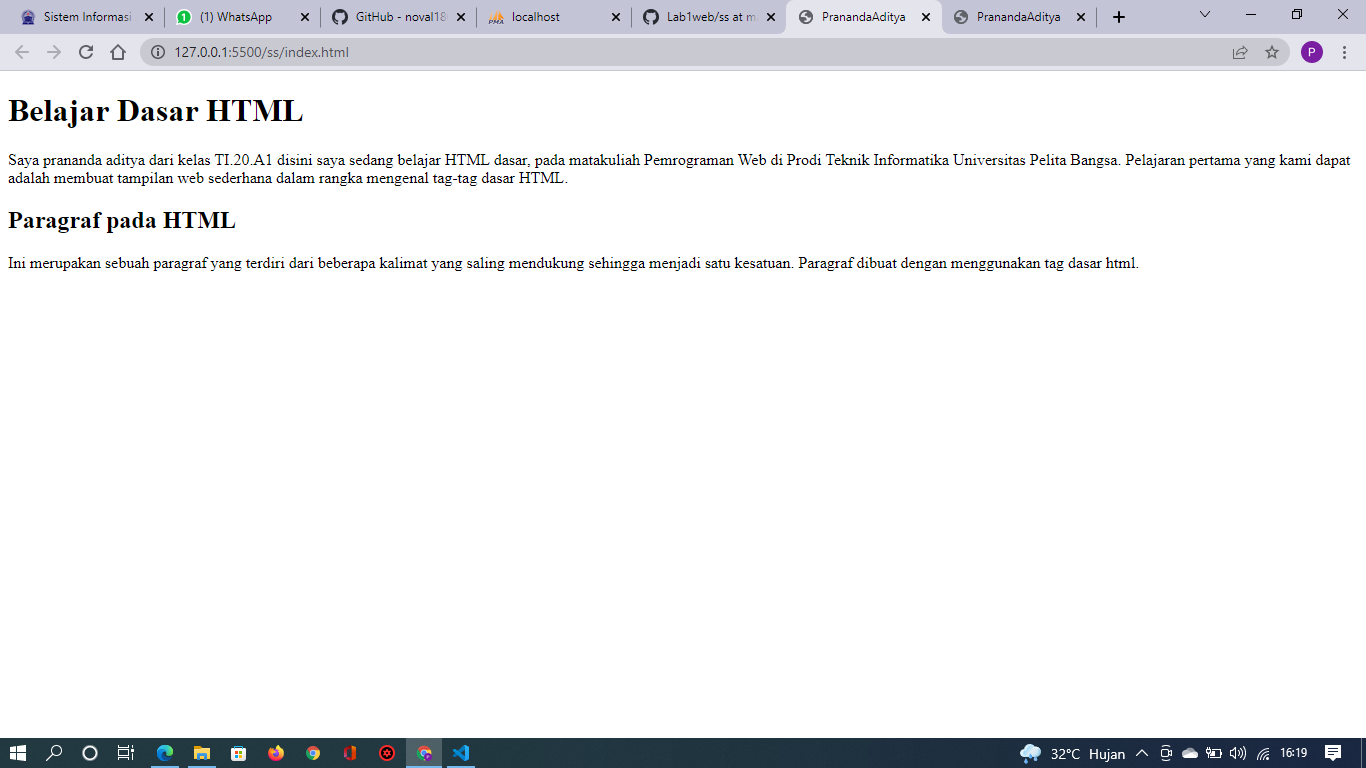 Sistem Informasi
(1) WhatsApp
GitHub - noval18
PMA
localhost
Lab1web/ss at m
PranandaAditya
PranandaAditya
127.0.0.1:5500/ss/index.html
P
Belajar Dasar HTML
Saya prananda aditya dari kelas TI.20.A1 disini saya sedang belajar HTML dasar, pada matakuliah Pemrograman Web di Prodi Teknik Informatika Universitas Pelita Bangsa. Pelajaran pertama yang kami dapat
adalah membuat tampilan web sederhana dalam rangka mengenal tag-tag dasar HTML.
Paragraf pada HTML
Ini merupakan sebuah paragraf yang terdiri dari beberapa kalimat yang saling mendukung sehingga menjadi satu kesatuan. Paragraf dibuat dengan menggunakan tag dasar html.
32°C Hujan
16:19